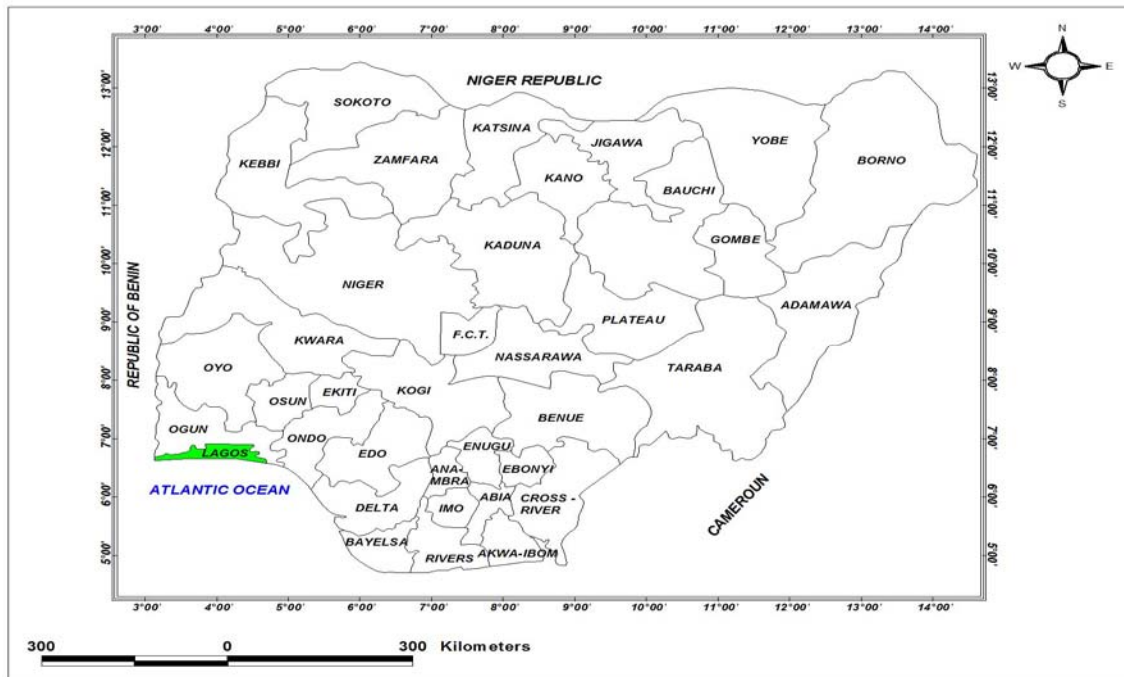 3°00' 4°00' 5°00' 6°00' 7°00' 8°00' 9°00' 10°00' 11°00' 12°00' 13°00' 14°00'
N
W E
S
13°00' 13°00'
NIGER REPUBLIC
SOKOTO
KATSINA
12°00' 12°00'
JIGAWA
YOBE
KEBBI
ZAMFARA
BORNO
KANO
BAUCHI
11°00' 11°00'
KADUNA
GOMBE
10°00' 10°00'
REPUBLIC OF BENIN
NIGER
ADAMAWA
9°00' 9°00'
PLATEAU
F.C.T.
KWARA
NASSARAWA
OYO
TARABA
8°00' 8°00'
OSUN
EKITI
KOGI
BENUE
OGUN
7°00' 7°00'
ONDO
ENUGU
LAGOS
EDO
ANA-
MBRA
EBONYI
ATLANTIC OCEAN
6°00' 6°00'
ABIA
CROSS -
RIVER
DELTA
IMO
CAMEROUN
BAYELSA
5°00' 5°00'
RIVERS
AKWA-IBOM
3°00' 4°00' 5°00' 6°00' 7°00' 8°00' 9°00' 10°00' 11°00' 12°00' 13°00' 14°00'
300 0 300 Kilometers